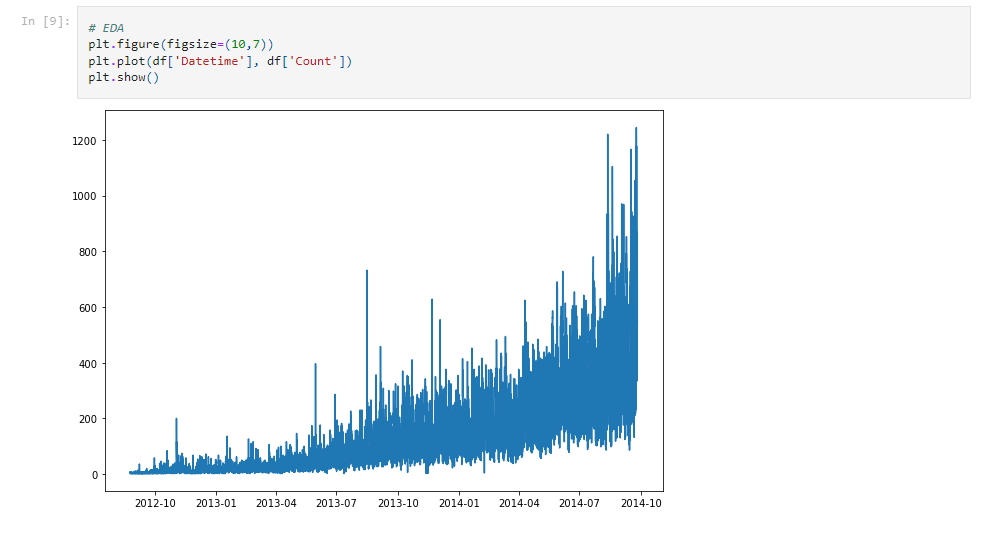 In [9]:
# EDA
plt.figure(figsize=(10,7))
plt.plot(df['Datetime'], df['Count'])
plt.show()
1200
1000
800
600
400
200
0
2012-10 2013-01 2013-04 2013-07 2013-10 2014-01 2014-04 2014-07 2014-10